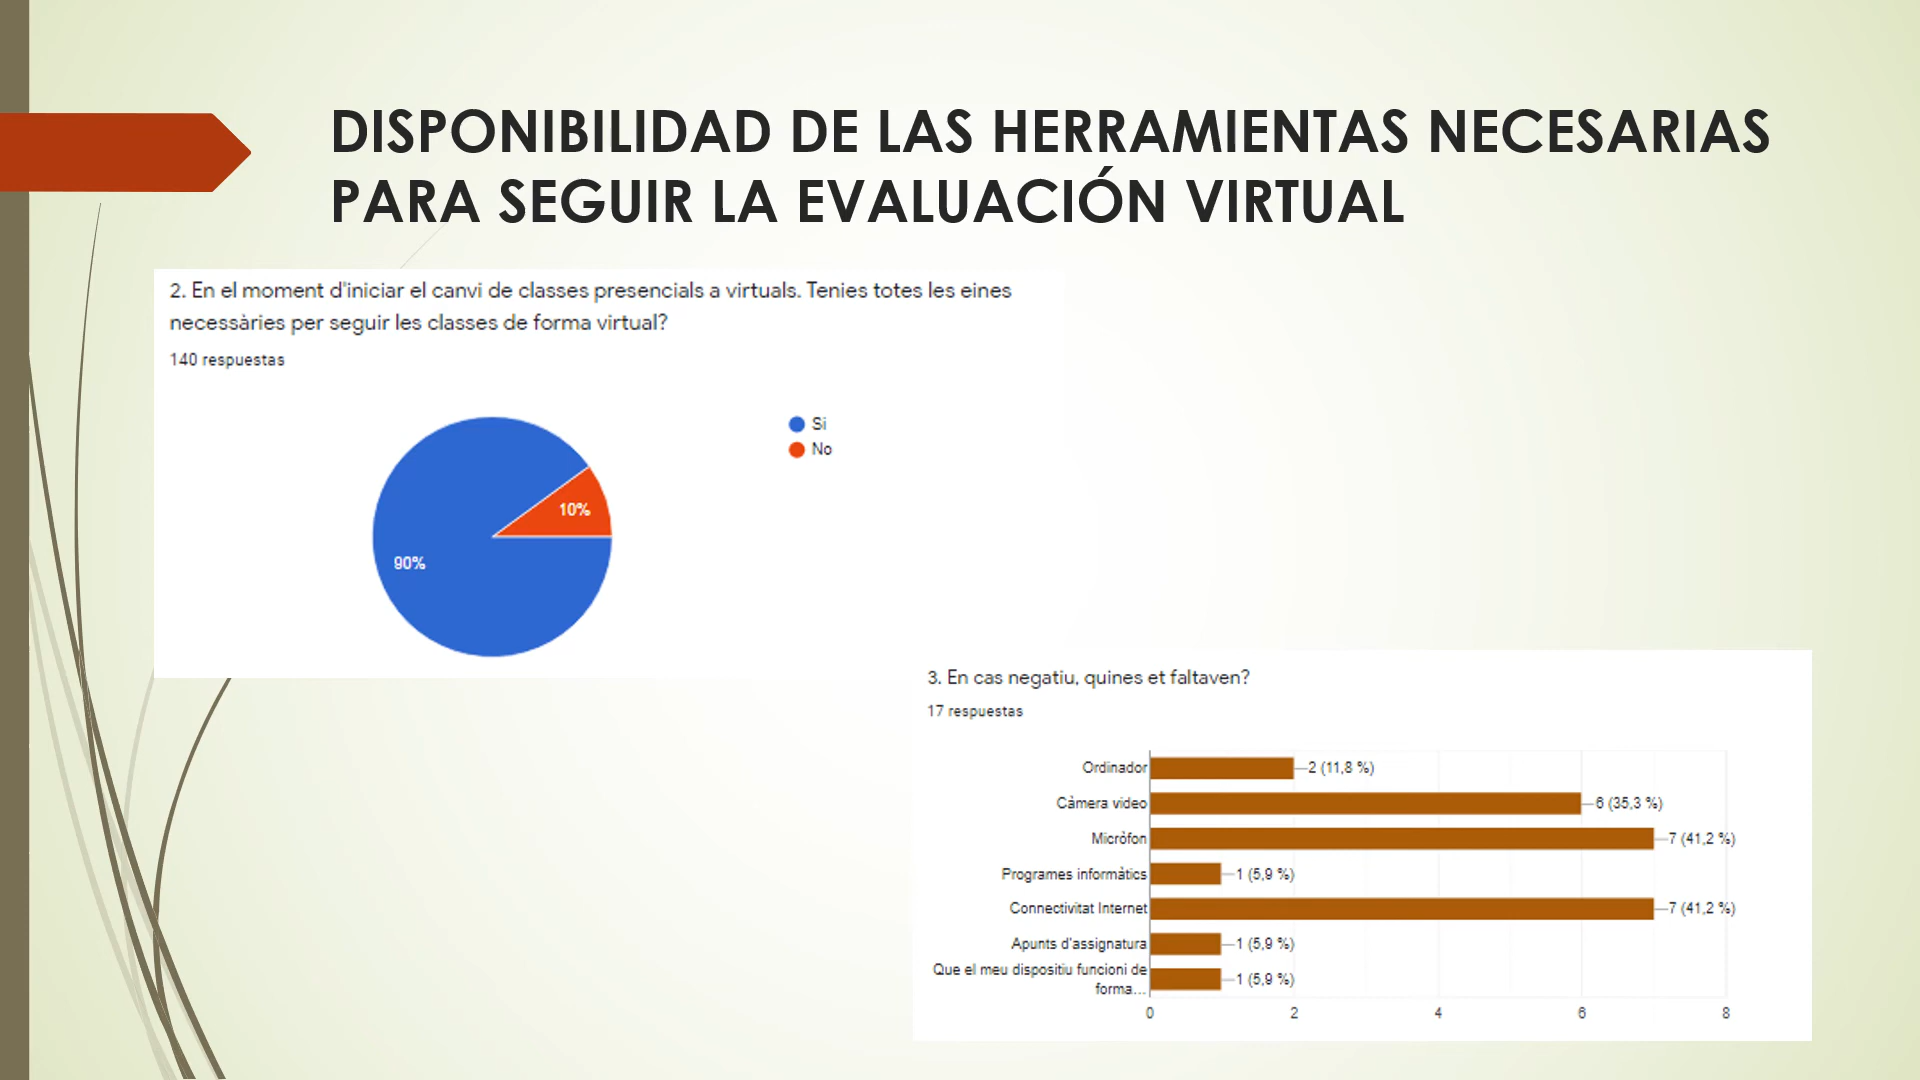 DISPONIBILIDAD DE LAS HERRAMIENTAS NECESARIAS
PARA SEGUIR LA EVALUACIÓN VIRTUAL
2. En el moment d'iniciar el canvi de classes presencials a virtuals. Tenies totes les eines
necessàries per seguir les classes de forma virtual?
140 respuestas
Si
No
10%
90%
3. En cas negatiu, quines et faltaven?
17 respuestas
Ordinador 2 (11,8 %)
Càmera video 6 (35,3 %)
Micròfon 7 (41,2 %)
Programes informàtics 1 (5,9 %)
Connectivitat Internet 7 (41,2 %)
Apunts d'assignatura 1 (5,9 %)
Que el meu dispositiu funcioni de
forma... 1 (5,9 %)
0 2 4 6 8